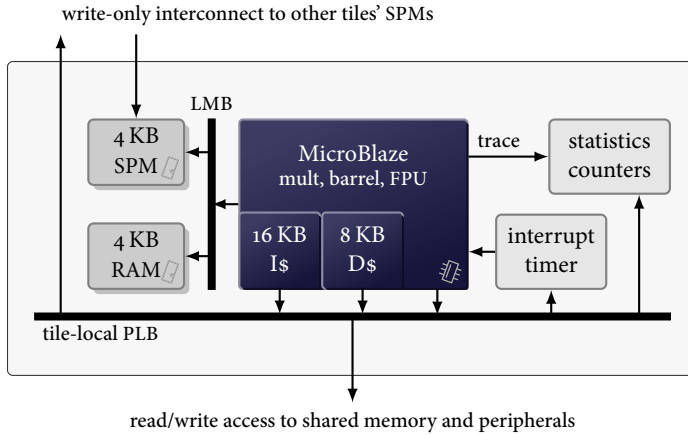 write-only interconnect to other tiles’ SPMs
LMB
4 KB
SPM
MicroBlaze
mult, barrel, FPU
trace
statistics
counters
4 KB
RAM
16 KB
I$
8 KB
D$
interrupt
timer
tile-local PLB
read/write access to shared memory and peripherals